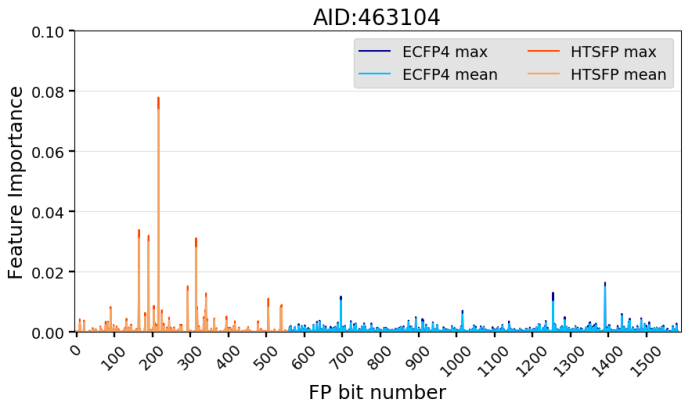 AID:463104
0.10
0.08
0.06
0.04
0.02
0.00
Feature Importance
ECFP4 max
ECFP4 mean
HTSFP max
HTSFP mean
0 100 200 300 400 500 600 700 800 900 1000 1100 1200 1300 1400 1500
FP bit number